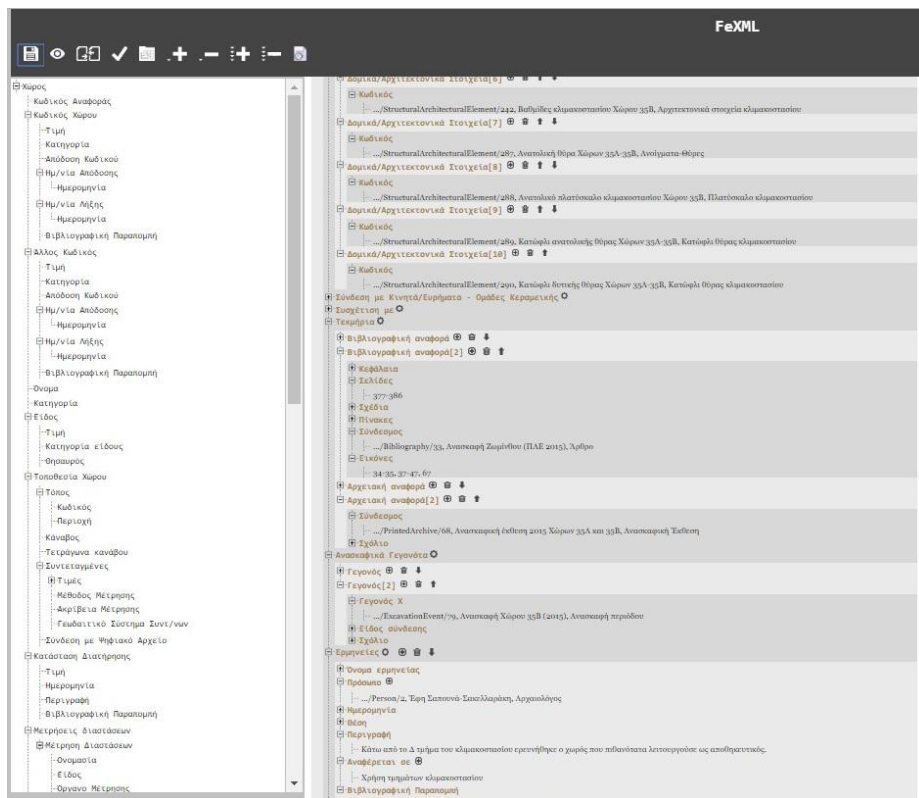 FeXML
Χώρος
Κωδικός Αναφοράς
Κωδικός Χώρου
Τιμή
Κατηγορία
Απόδοση Κωδικού
Ημ/νία Απόδοσης
Ημερομηνία
Ημ/νία Λήξης
Ημερομηνία
Βιβλιογραφική Παραπομπή
Άλλος Κωδικός
Τιμή
Κατηγορία
Απόδοση Κωδικού
Ημ/νία Απόδοσης
Ημερομηνία
Ημ/νία Λήξης
Ημερομηνία
Βιβλιογραφική Παραπομπή
Όνομα
Κατηγορία
Είδος
Τιμή
Κατηγορία είδους
Θησαυρός
Τοποθεσία Χώρου
Τόπος
Κωδικός
Περιοχή
Κάναβος
Τετράγωνα κανάβου
Συντεταγμένες
Τιμές
Μέθοδος Μέτρησης
Ακρίβεια Μέτρησης
Γεωδαιτικό Σύστημα Συντ/νων
Σύνδεση με Ψηφιακό Αρχείο
Κατάσταση Διατήρησης
Τιμή
Ημερομηνία
Περιγραφή
Βιβλιογραφική Παραπομπή
Μετρήσεις διαστάσεων
Μέτρηση Διαστάσεων
Ονομασία
Είδος
Όργανο Μέτρησης
Δομικά/Αρχιτεκτονικά Στοιχεία[6]
Κωδικός
.../StructuralArchitecturalElement/242, Βαθμίδες κλιμακοστασίου Χώρου 35Β, Αρχιτεκτονικά στοιχεία κλιμακοστασίου
Δομικά/Αρχιτεκτονικά Στοιχεία[7]
Κωδικός
.../StructuralArchitecturalElement/287, Ανατολική θύρα Χώρων 35Α-35Β, Ανοίγματα-Θύρες
Δομικά/Αρχιτεκτονικά Στοιχεία[8]
Κωδικός
.../StructuralArchitecturalElement/288, Ανατολικό πλατύσκαλο κλιμακοστασίου Χώρου 35Β, Πλατύσκαλο κλιμακοστασίου
Δομικά/Αρχιτεκτονικά Στοιχεία[9]
Κωδικός
.../StructuralArchitecturalElement/289, Κατώφλι ανατολικής θύρας Χώρων 35Α-35Β, Κατώφλι θύρας κλιμακοστασίου
Δομικά/Αρχιτεκτονικά Στοιχεία[10]
Κωδικός
.../StructuralArchitecturalElement/290, Κατώφλι δυτικής θύρας Χώρων 35Α-35Β, Κατώφλι θύρας κλιμακοστασίου
Σύνδεση με Κινητά/Ευρήματα - Ομάδες Κεραμεικής
Συσχέτιση με
Τεκμήρια
Βιβλιογραφική αναφορά
Βιβλιογραφική αναφορά[2]
Κεφάλαια
Σελίδες
377-386
Σχέδια
Πίνακες
Σύνδεσμος
.../Bibliography/33, Ανασκαφή Ζωμίνθου (ΠΑΕ 2015), Άρθρο
Εικόνες
34-35, 37-47, 67
Αρχειακή αναφορά
Αρχειακή αναφορά[2]
Σύνδεσμος
.../PrintedArchive/68, Ανασκαφική έκθεση 2015 Χώρων 35Α και 35Β, Ανασκαφική Έκθεση
Σχόλιο
Ανασκαφικά Γεγονότα
Γεγονός
Γεγονός[2]
Γεγονός Χ
.../ExcavationEvent/79, Ανασκαφή Χώρου 35Β (2015), Ανασκαφή περιόδου
Είδος σύνδεσης
Σχόλιο
Ερμηνείες
Όνομα ερμηνείας
Πρόσωπο
.../Person/2, Έφη Σαπουνά-Σακελλαράκη, Αρχαιολόγος
Ημερομηνία
Θέση
Περιγραφή
Κάτω από το Δ τμήμα του κλιμακοστασίου ερευνήθηκε ο χωρός που πιθανότατα λειτουργούσε ως αποθηκευτικός.
Αναφέρεται σε
Χρήση τμημάτων κλιμακοστασίου
Βιβλιογραφική Παραπομπή